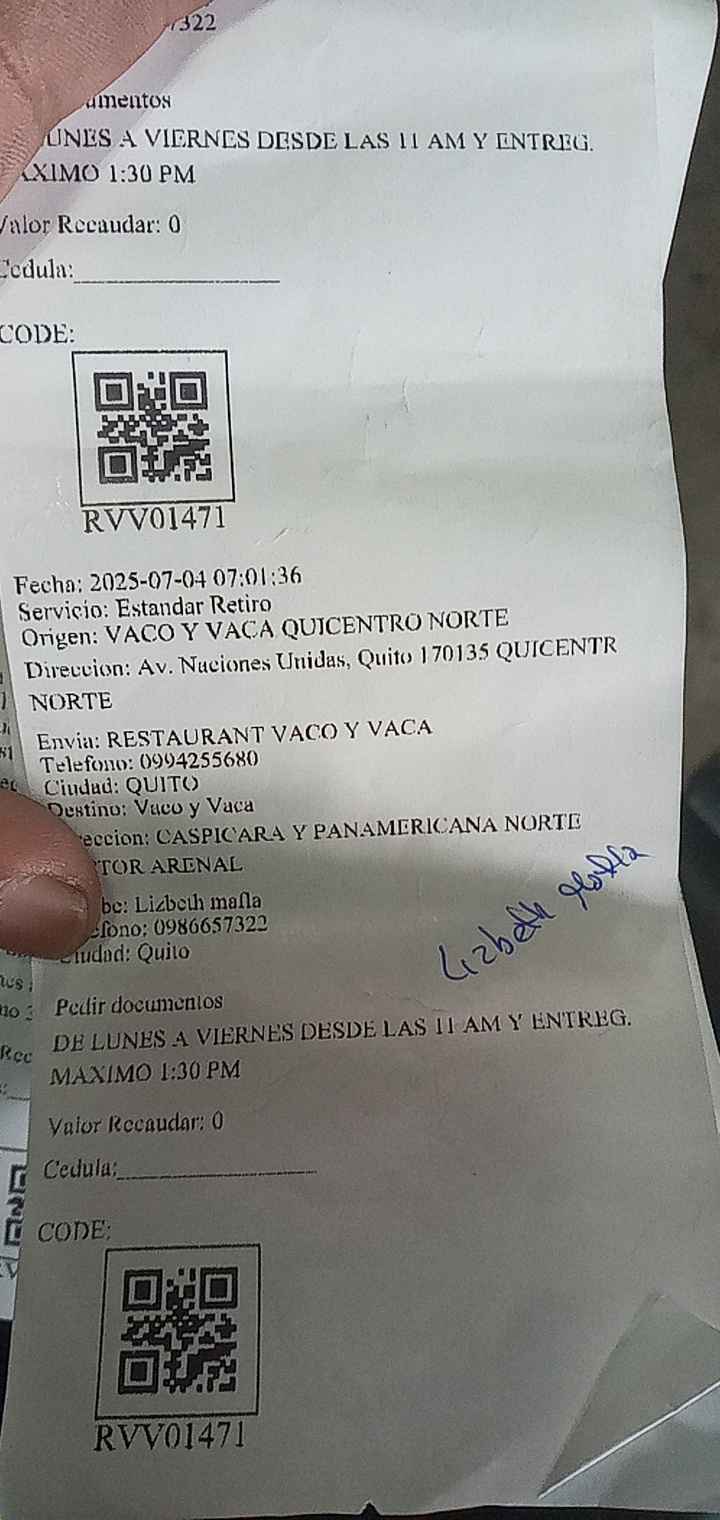 7322
umentos
UNES A VIERNES DESDE LAS 11 AM Y ENTREG.
XIMO 1:30 PM
Valor Recaudar: 0
Cedula:
CODE:
RVV01471
Fecha: 2025-07-04 07:01:36
Servicio: Estandar Retiro
Origen: VACO Y VACA QUICENTRO NORTE
Direccion: Av. Naciones Unidas, Quito 170135 QUICENTR
NORTE
Envia: RESTAURANT VACO Y VACA
Telefono: 0994255680
Ciudad: QUITO
Destino: Vaco y Vaca
eccion: CASPICARA Y PANAMERICANA NORTE
TOR ARENAL
be: Lizbeth mafla
efono: 0986657322
Ciudad: Quito
Lizbeth Mafla
Pedir documentos
DE LUNES A VIERNES DESDE LAS 11 AM Y ENTREG.
MAXIMO 1:30 PM
Valor Recaudar: 0
Cedula:
CODE:
RVV01471